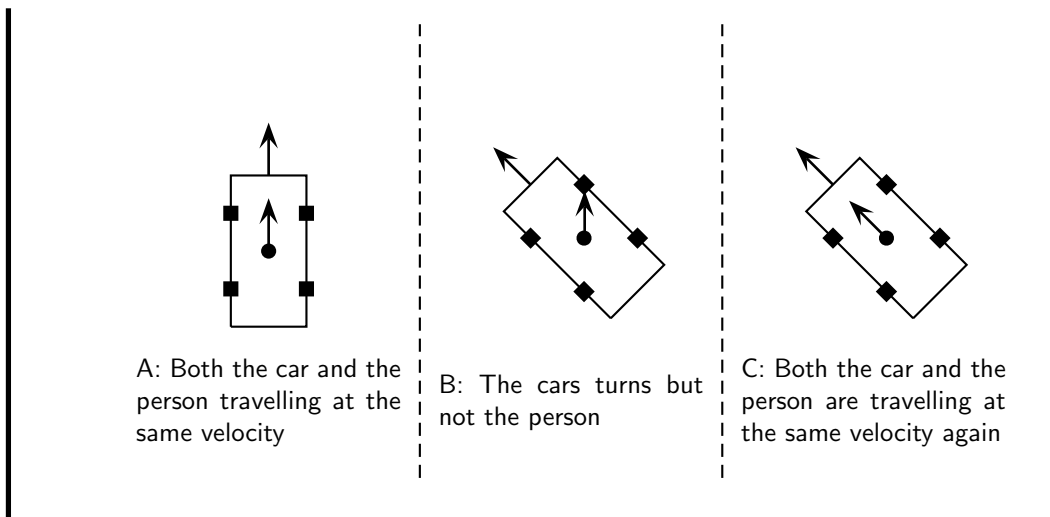 A: Both the car and the
person travelling at the
same velocity
B: The cars turns but
not the person
C: Both the car and the
person are travelling at
the same velocity again